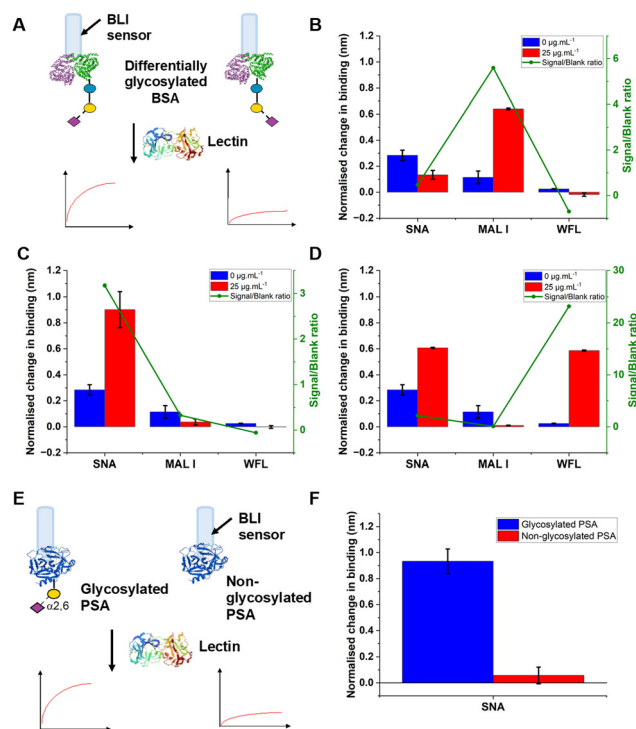 A
BLI
sensor
Differentially
glycosylated
BSA
Lectin
B
Normalised change in binding (nm)
1.2
1.0
0.8
0.6
0.4
0.2
0.0
−0.2
SNA
MAL I
WFL
0 µg.mL⁻¹
25 µg.mL⁻¹
Signal/Blank ratio
6
4
2
0
Signal/Blank ratio
C
Normalised change in binding (nm)
1.2
1.0
0.8
0.6
0.4
0.2
0.0
−0.2
SNA
MAL I
WFL
0 µg.mL⁻¹
25 µg.mL⁻¹
Signal/Blank ratio
3
2
1
0
Signal/Blank ratio
D
Normalised change in binding (nm)
1.2
1.0
0.8
0.6
0.4
0.2
0.0
−0.2
SNA
MAL I
WFL
0 µg.mL⁻¹
25 µg.mL⁻¹
Signal/Blank ratio
30
20
10
0
Signal/Blank ratio
E
BLI
sensor
α2,6
Glycosylated
PSA
Non-
glycosylated
PSA
Lectin
F
Normalised change in binding (nm)
1.2
1.0
0.8
0.6
0.4
0.2
0.0
−0.2
SNA
Glycosylated PSA
Non-glycosylated PSA